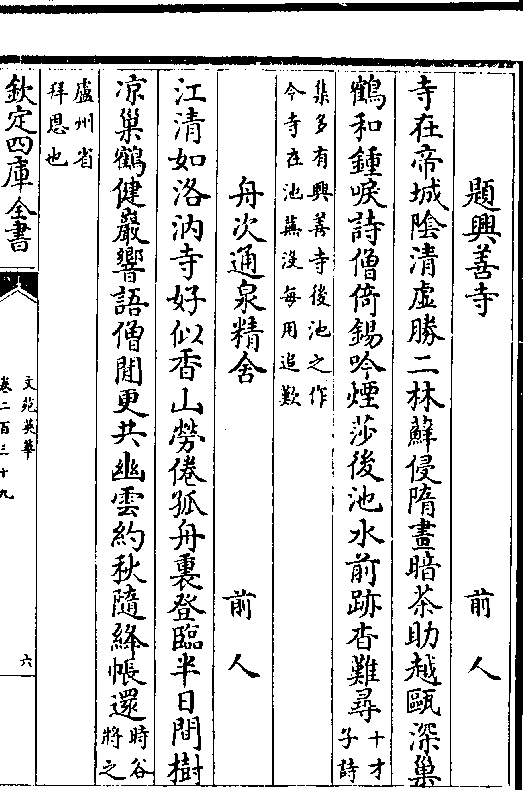 題興善寺　前人
寺在帝城隂清虚勝二林蘚侵隋畫暗茶助越甌深巢
鶴和鍾唳詩僧倚錫吟煙莎後池水前跡杳難尋十才子詩
集多有興善寺後池之作
今寺在池蕪没每用追歎
舟次通泉精舍　前人
江清如洛汭寺好似香山勞倦孤舟裏登臨半日間樹
凉巢鶴健巖響語僧閒更共幽雲約秋隨絳帳還時谷將之
盧州省
拜恩也
欽定四庫全書
文苑英華
卷二百三十九
六